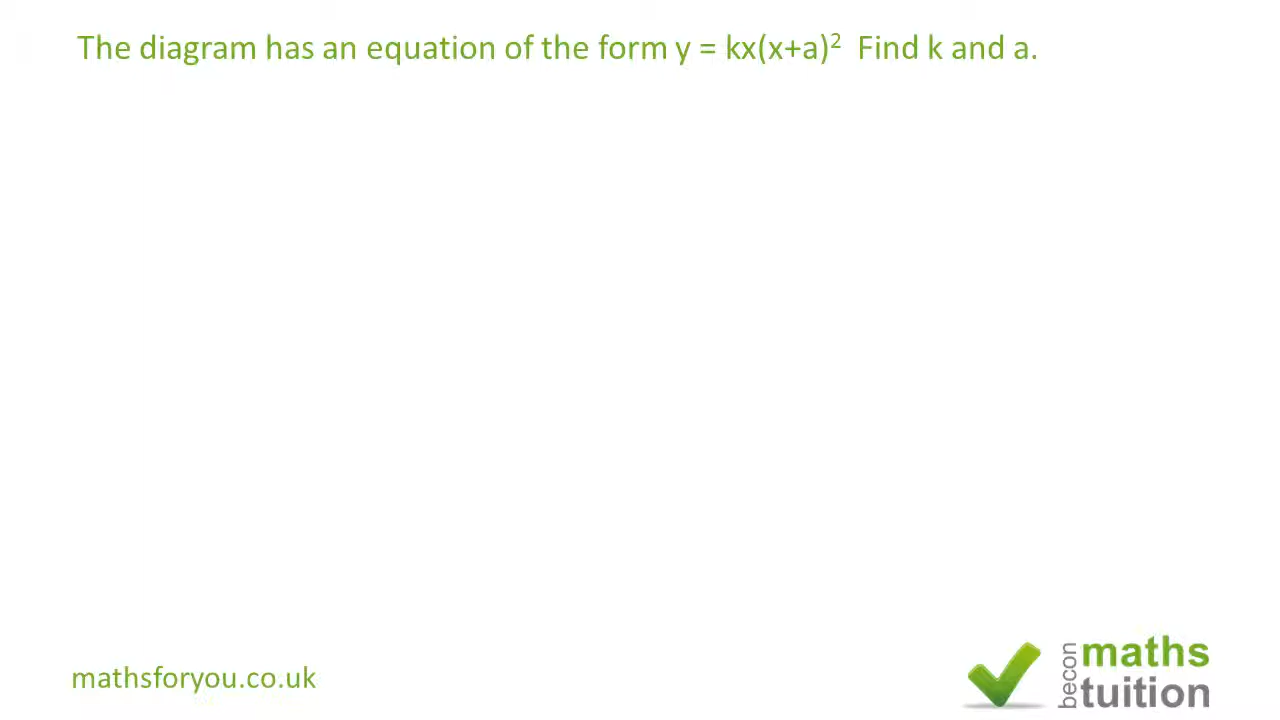 The diagram has an equation of the form y = kx(x+a)² Find k and a.
mathsforyou.co.uk
becon
maths
tuition